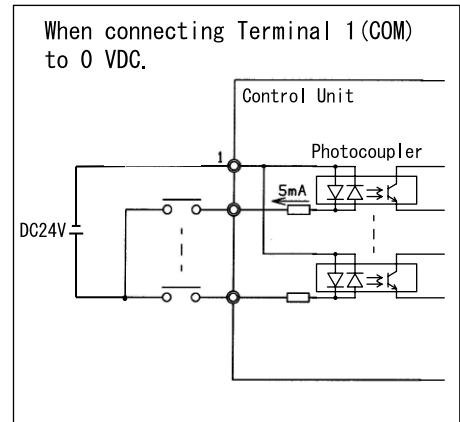 When connecting Terminal 1(COM)
to 0 VDC.
Control Unit
1
Photocoupler
5mA
DC24V